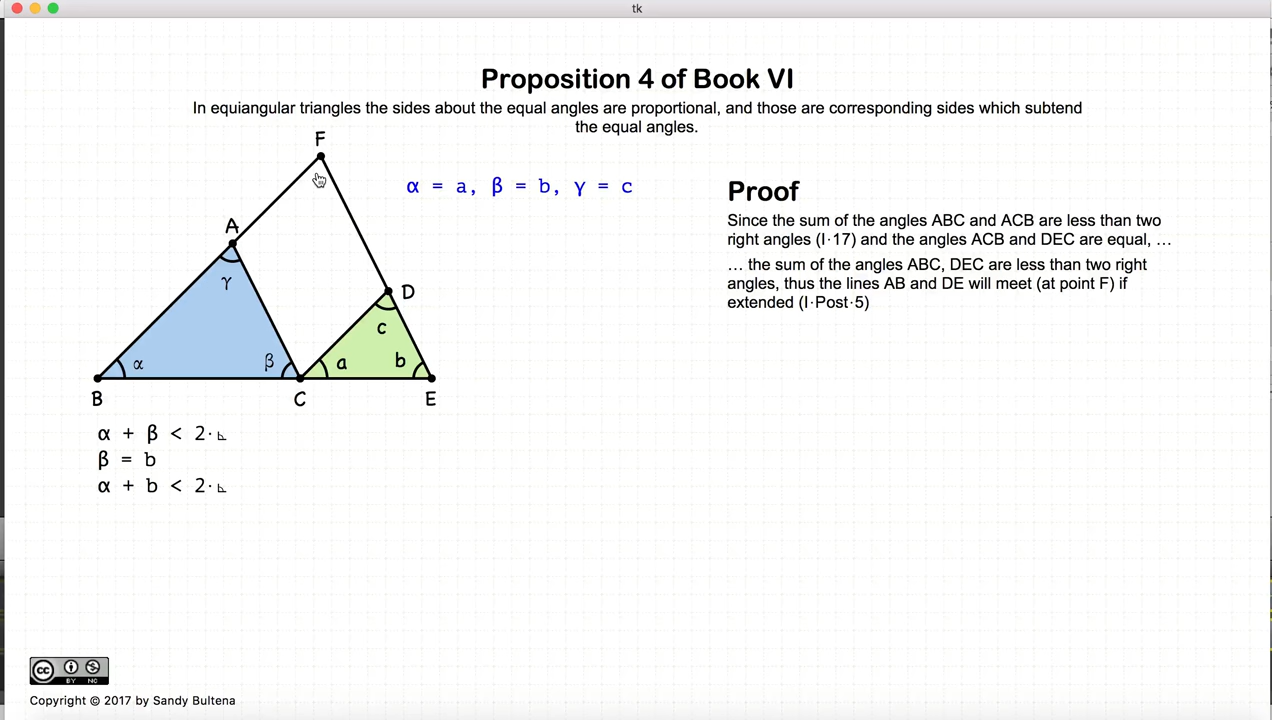 tk
Proposition 4 of Book VI
In equiangular triangles the sides about the equal angles are proportional, and those are corresponding sides which subtend
the equal angles.
F
α = a, β = b, γ = c
Proof
Since the sum of the angles ABC and ACB are less than two
right angles (I·17) and the angles ACB and DEC are equal, …
… the sum of the angles ABC, DEC are less than two right
angles, thus the lines AB and DE will meet (at point F) if
extended (I·Post·5)
A
γ
D
c
α
β
a
b
B
C
E
α + β < 2·⊾
β = b
α + b < 2·⊾
cc
BY NC
Copyright © 2017 by Sandy Bultena